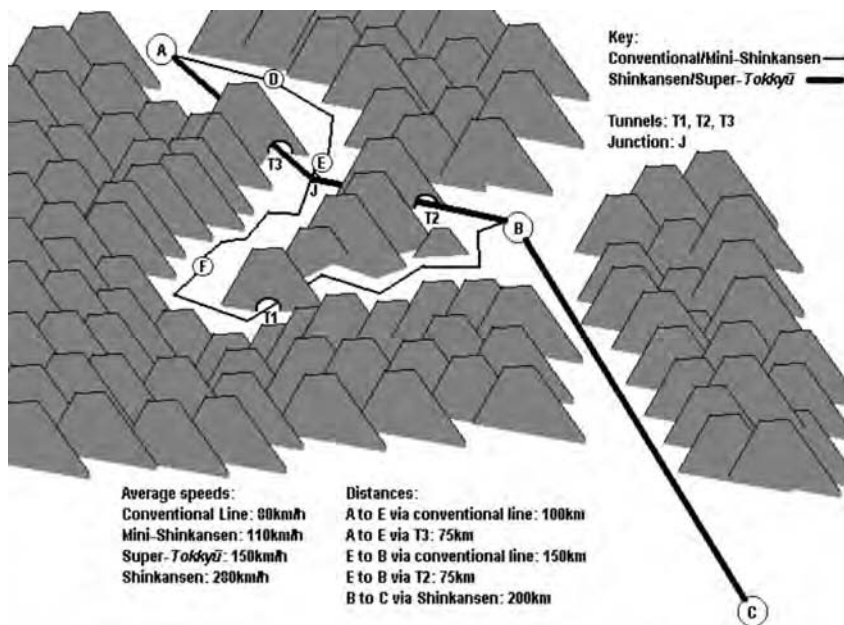 A
D
E
T3
J
T2
B
F
T1
C
Key:
Conventional/Mini-Shinkansen
Shinkansen/Super-Tokkyū
Tunnels: T1, T2, T3
Junction: J
Average speeds:
Conventional Line: 80km/h
Mini-Shinkansen: 110km/h
Super-Tokkyū: 150km/h
Shinkansen: 280km/h
Distances:
A to E via conventional line: 100km
A to E via T3: 75km
E to B via conventional line: 150km
E to B via T2: 75km
B to C via Shinkansen: 200km